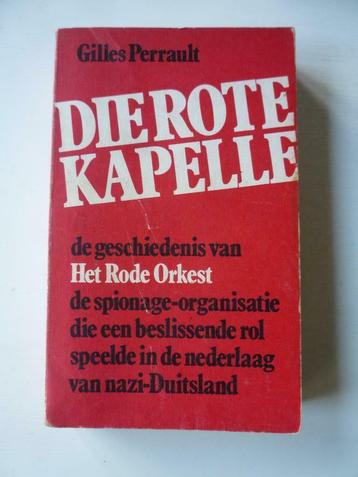 Gilles Perrault
DIE ROTE
KAPELLE
de geschiedenis van
Het Rode Orkest
de spionage-organisatie
die een beslissende rol
speelde in de nederlaag
van nazi-Duitsland